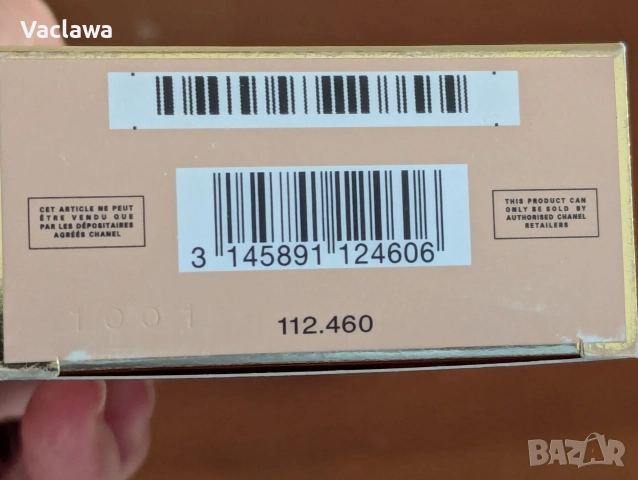 Vaclawa
CET ARTICLE NE PEUT
ÊTRE VENDU QUE
PAR LES DÉPOSITAIRES
AGRÉÉS CHANEL
THIS PRODUCT CAN
ONLY BE SOLD BY
AUTHORISED CHANEL
RETAILERS
3 145891 124606
1001
112.460
BAZAR